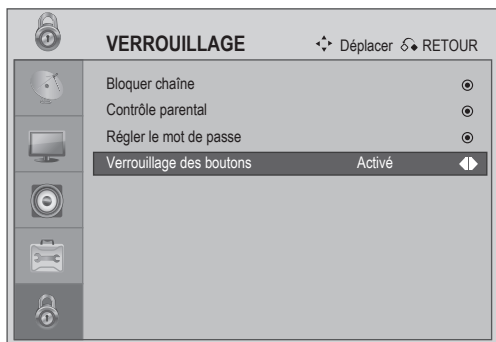 VERROUILLAGE Déplacer RETOUR
Bloquer chaîne
Contrôle parental
Régler le mot de passe
Verrouillage des boutons Activé